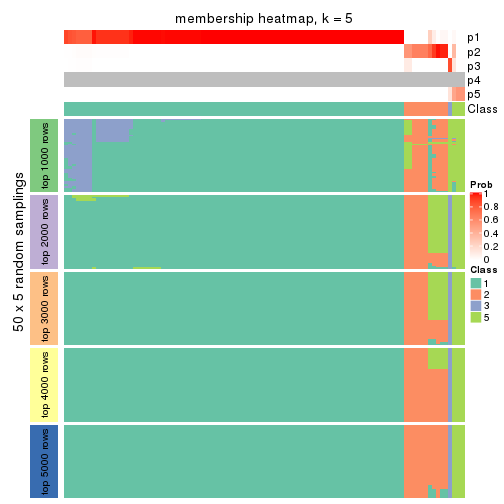 membership heatmap, k = 5
p1
p2
p3
p4
p5
Class
50 x 5 random samplings
top 1000 rows
top 2000 rows
top 3000 rows
top 4000 rows
top 5000 rows
Prob
1
0.8
0.6
0.4
0.2
0
Class
1
2
3
5